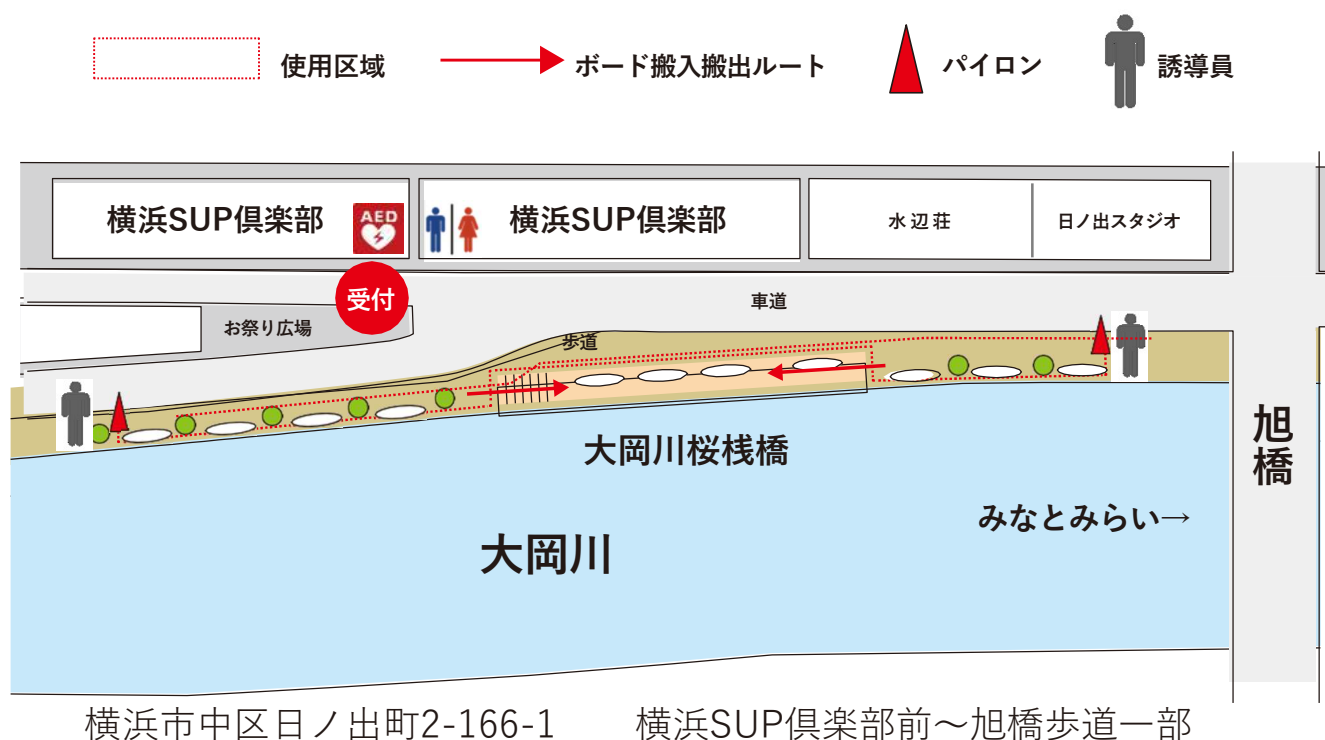 使用区域
ボード搬入搬出ルート
パイロン
誘導員
横浜SUP倶楽部
AED
横浜SUP倶楽部
水辺荘
日ノ出スタジオ
受付
車道
お祭り広場
歩道
大岡川桜桟橋
旭橋
みなとみらい→
大岡川
横浜市中区日ノ出町2-166-1
横浜SUP倶楽部前～旭橋歩道一部